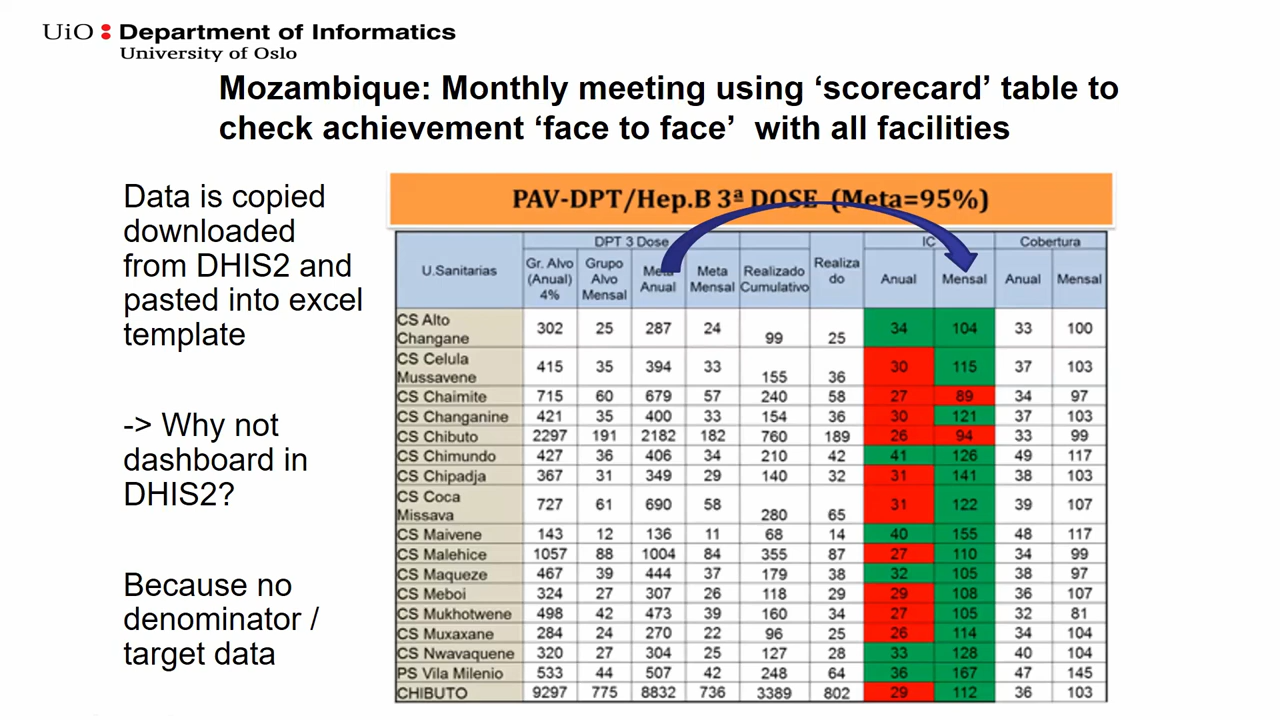 UiO Department of Informatics
University of Oslo
Mozambique: Monthly meeting using ‘scorecard’ table to
check achievement ‘face to face’ with all facilities
Data is copied
downloaded
from DHIS2 and
pasted into excel
template
-> Why not
dashboard in
DHIS2?
Because no
denominator /
target data
PAV-DPT/Hep.B 3ª DOSE (Meta=95%)
DPT 3 Dose IC Cobertura
U.Sanitarias Gr. Alvo (Anual) 4% Grupo Alvo Mensal Meta Anual Meta Mensal Realizado Cumulativo Realiza do Anual Mensal Anual Mensal
CS Alto Changane 302 25 287 24 99 25 34 104 33 100
CS Celula Mussavene 415 35 394 33 155 36 30 115 37 103
CS Chaimite 715 60 679 57 240 58 27 89 34 97
CS Changanine 421 35 400 33 154 36 30 121 37 103
CS Chibuto 2297 191 2182 182 760 189 26 94 33 99
CS Chimundo 427 36 406 34 210 42 41 126 49 117
CS Chipadja 367 31 349 29 140 32 31 141 38 103
CS Coca Missava 727 61 690 58 280 65 31 122 39 107
CS Maivene 143 12 136 11 68 14 40 155 48 117
CS Malehice 1057 88 1004 84 355 87 27 110 34 99
CS Maqueze 467 39 444 37 179 38 32 105 38 97
CS Meboi 324 27 307 26 118 29 29 108 36 107
CS Mukhotwene 498 42 473 39 160 34 27 105 32 81
CS Muxaxane 284 24 270 22 96 25 26 114 34 104
CS Nwavaquene 320 27 304 25 127 28 33 128 40 104
PS Vila Milenio 533 44 507 42 248 64 36 167 47 145
CHIBUTO 9297 775 8832 736 3389 802 29 112 36 103